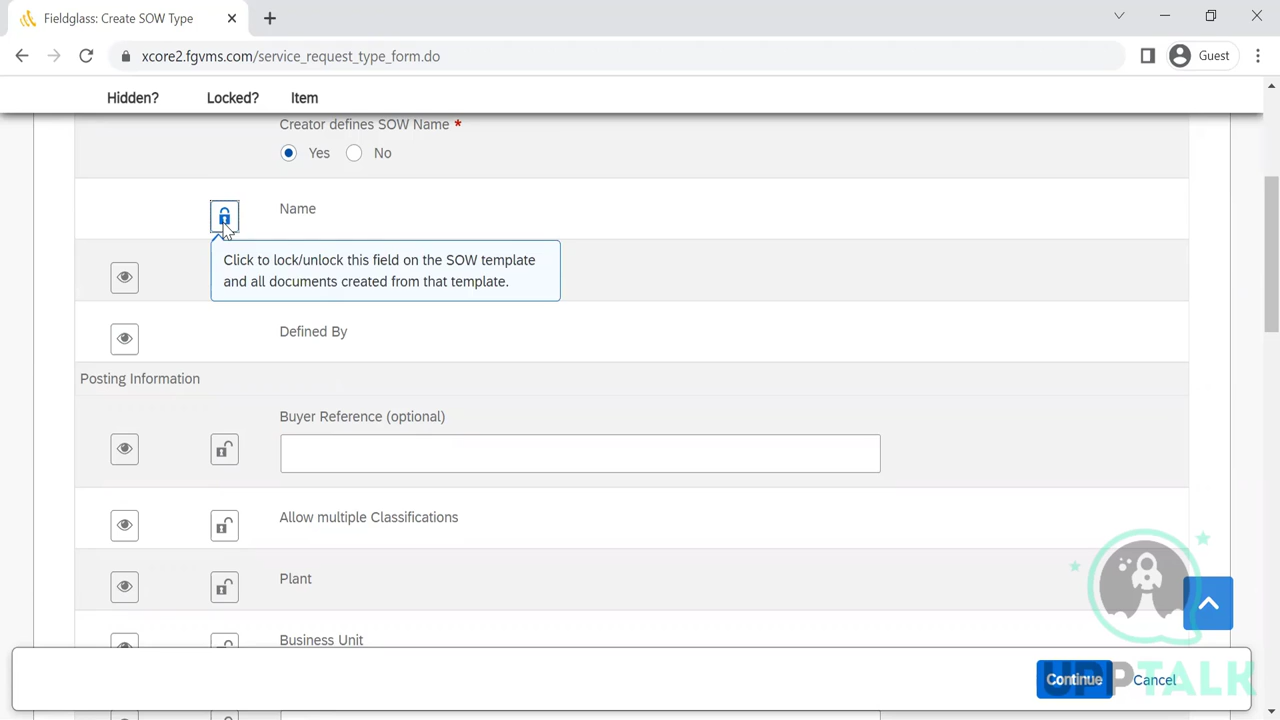 Fieldglass: Create SOW Type
xcore2.fgvms.com/service_request_type_form.do
Guest
Hidden? Locked? Item
Creator defines SOW Name *
Yes No
Name
Click to lock/unlock this field on the SOW template
and all documents created from that template.
Defined By
Posting Information
Buyer Reference (optional)
Allow multiple Classifications
Plant
Business Unit
Continue Cancel
UPPTALK